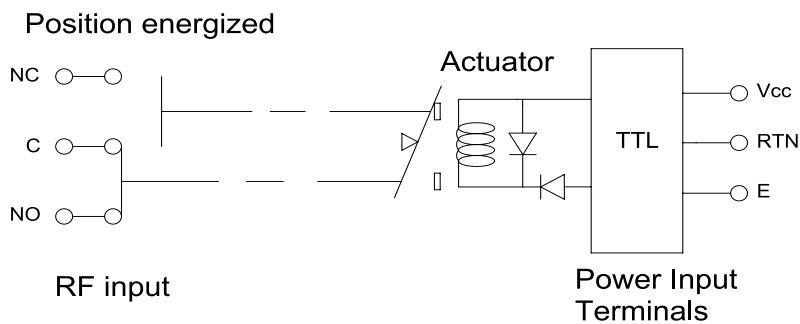 Position energized
NC
C
NO
RF input
Actuator
TTL
Vcc
RTN
E
Power Input
Terminals